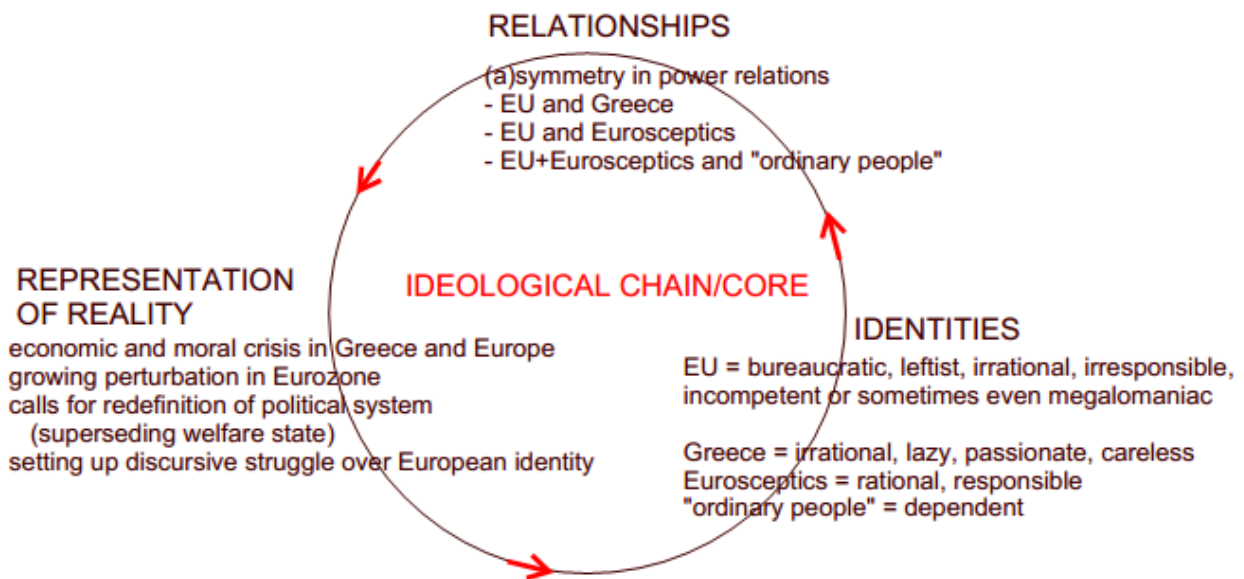 RELATIONSHIPS
(a)symmetry in power relations
- EU and Greece
- EU and Eurosceptics
- EU+Eurosceptics and "ordinary people"
IDEOLOGICAL CHAIN/CORE
REPRESENTATION
OF REALITY
economic and moral crisis in Greece and Europe
growing perturbation in Eurozone
calls for redefinition of political system
(superseding welfare state)
setting up discursive struggle over European identity
IDENTITIES
EU = bureaucratic, leftist, irrational, irresponsible,
incompetent or sometimes even megalomaniac
Greece = irrational, lazy, passionate, careless
Eurosceptics = rational, responsible
"ordinary people" = dependent